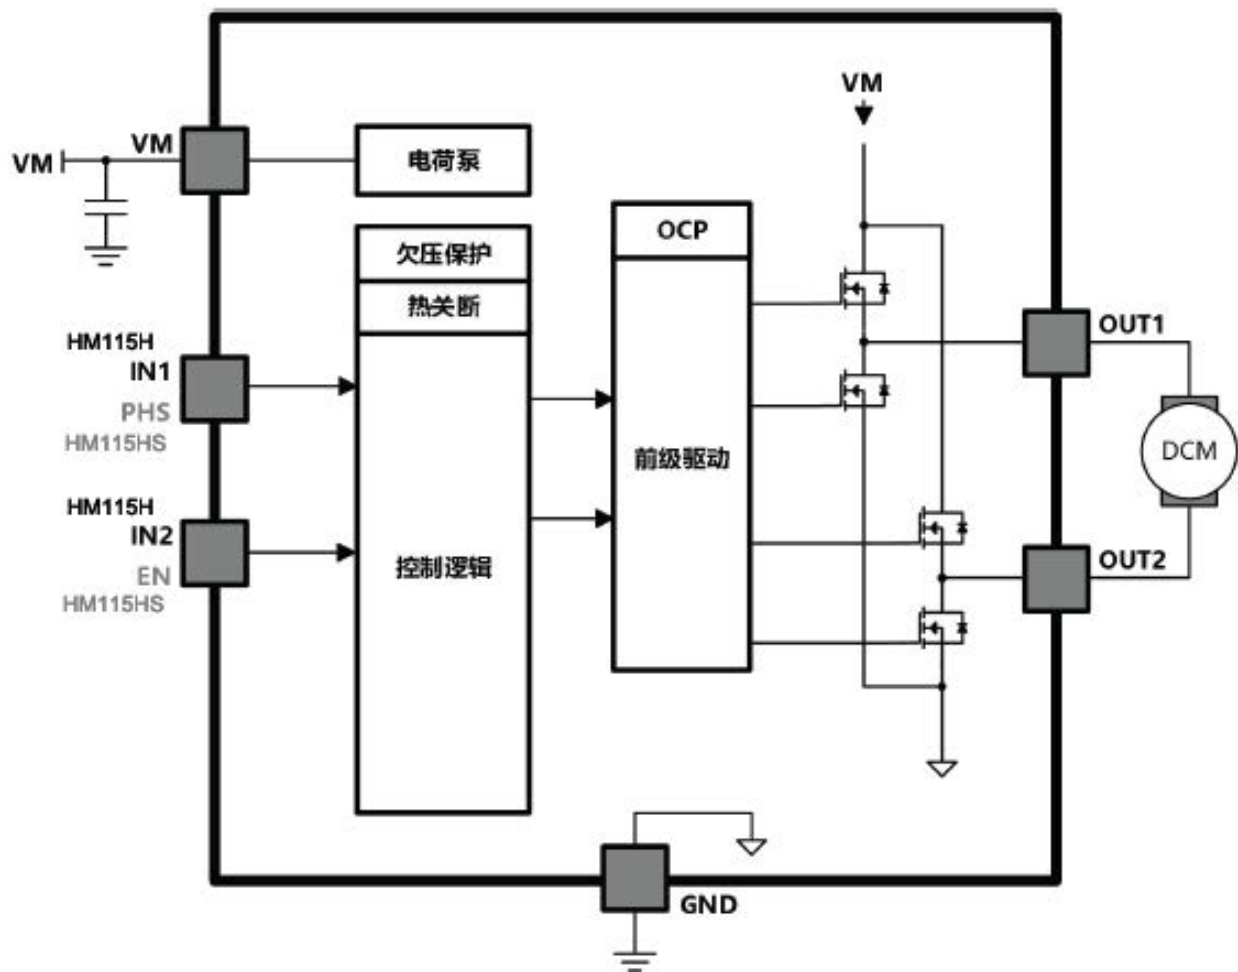 VM
VM
VM
电荷泵
欠压保护
热关断
OCP
HM115H
IN1
PHS
HM115HS
OUT1
DCM
前级驱动
HM115H
IN2
EN
HM115HS
控制逻辑
OUT2
GND